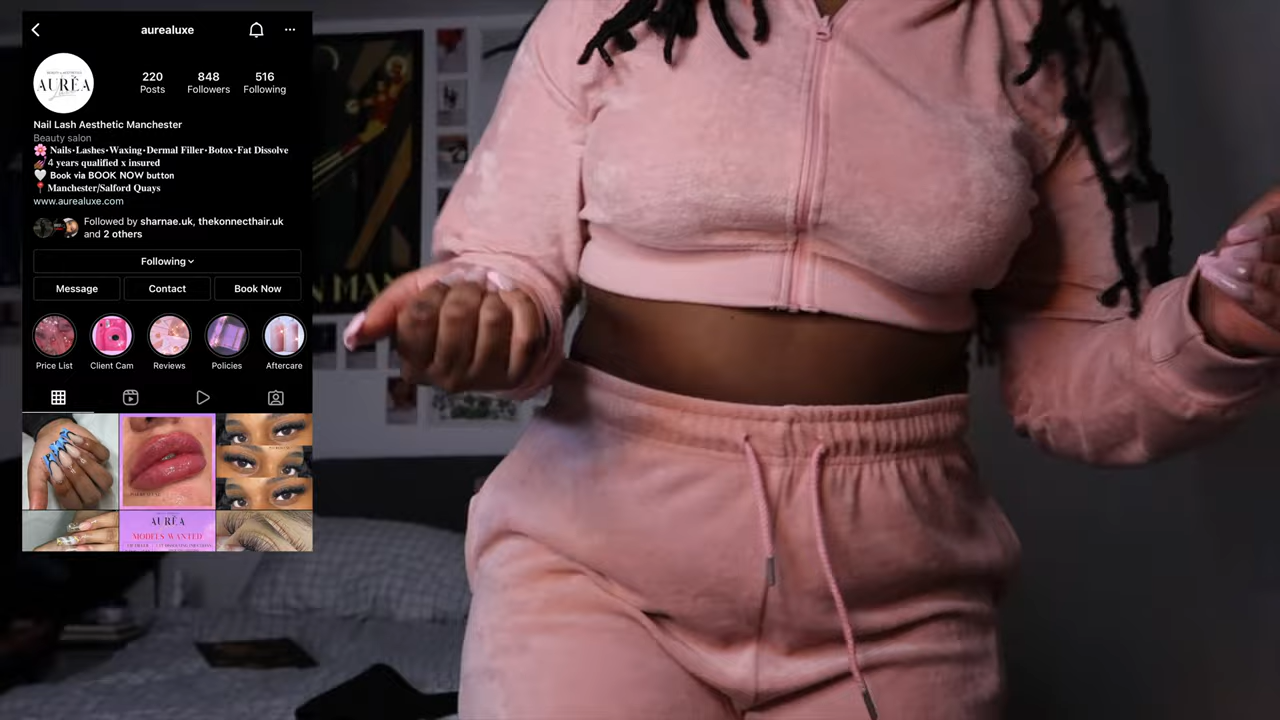 aurealuxe
AURĒA
220
848
516
Posts
Followers
Following
Nail Lash Aesthetic Manchester
Beauty salon
🌸 Nails•Lashes•Waxing•Dermal Filler•Botox•Fat Dissolve
💅🏾4 years qualified x insured
🤍 Book via BOOK NOW button
📍 Manchester/Salford Quays
www.aurealuxe.com
Followed by sharnae.uk, thekonnecthair.uk
and 2 others
Following
Message
Contact
Book Now
Price List
Client Cam
Reviews
Policies
Aftercare
AURĒA
MODELS WANTED
N MAN